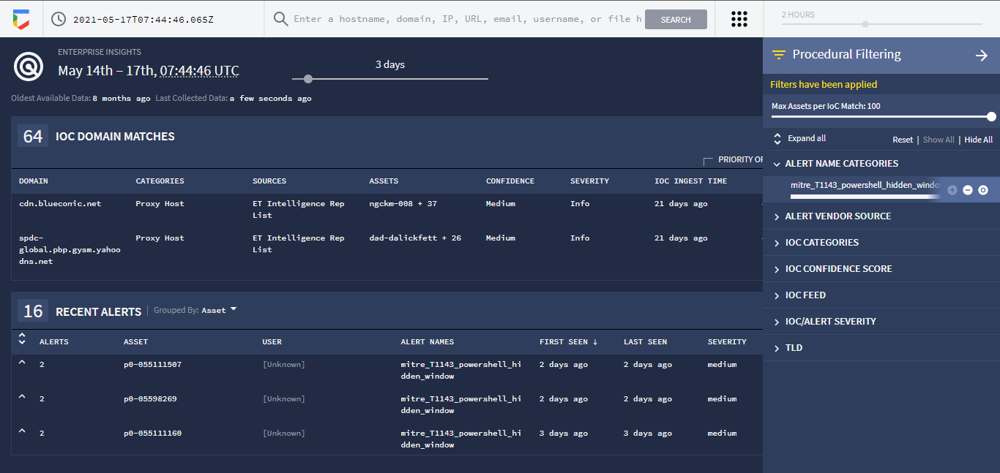 2021-05-17T07:44:46.065Z
Enter a hostname, domain, IP, URL, email, username, or file h
SEARCH
2 HOURS
ENTERPRISE INSIGHTS
May 14th – 17th, 07:44:46 UTC
3 days
Oldest Available Data: 8 months ago Last Collected Data: a few seconds ago
64 IOC DOMAIN MATCHES
PRIORITY OF
DOMAIN CATEGORIES SOURCES ASSETS CONFIDENCE SEVERITY IOC INGEST TIME
cdn.blueconic.net Proxy Host ET Intelligence Rep ngckm-008 + 37 Medium Info 21 days ago
List
spdc- Proxy Host ET Intelligence Rep dad-dalickfett + 26 Medium Info 21 days ago
global.pbp.gysm.yahoo List
dns.net
16 RECENT ALERTS | Grouped By: Asset
ALERTS ASSET USER ALERT NAMES FIRST SEEN ↓ LAST SEEN SEVERITY
2 p0-055111507 [Unknown] mitre_T1143_powershell_hi 2 days ago 2 days ago medium
dden_window
2 p0-05598269 [Unknown] mitre_T1143_powershell_hi 2 days ago 2 days ago medium
dden_window
2 p0-055111160 [Unknown] mitre_T1143_powershell_hi 3 days ago 3 days ago medium
dden_window
Procedural Filtering
Filters have been applied
Max Assets per IoC Match: 100
Expand all Reset | Show All | Hide All
ALERT NAME CATEGORIES
mitre_T1143_powershell_hidden_windo
ALERT VENDOR SOURCE
IOC CATEGORIES
IOC CONFIDENCE SCORE
IOC FEED
IOC/ALERT SEVERITY
TLD